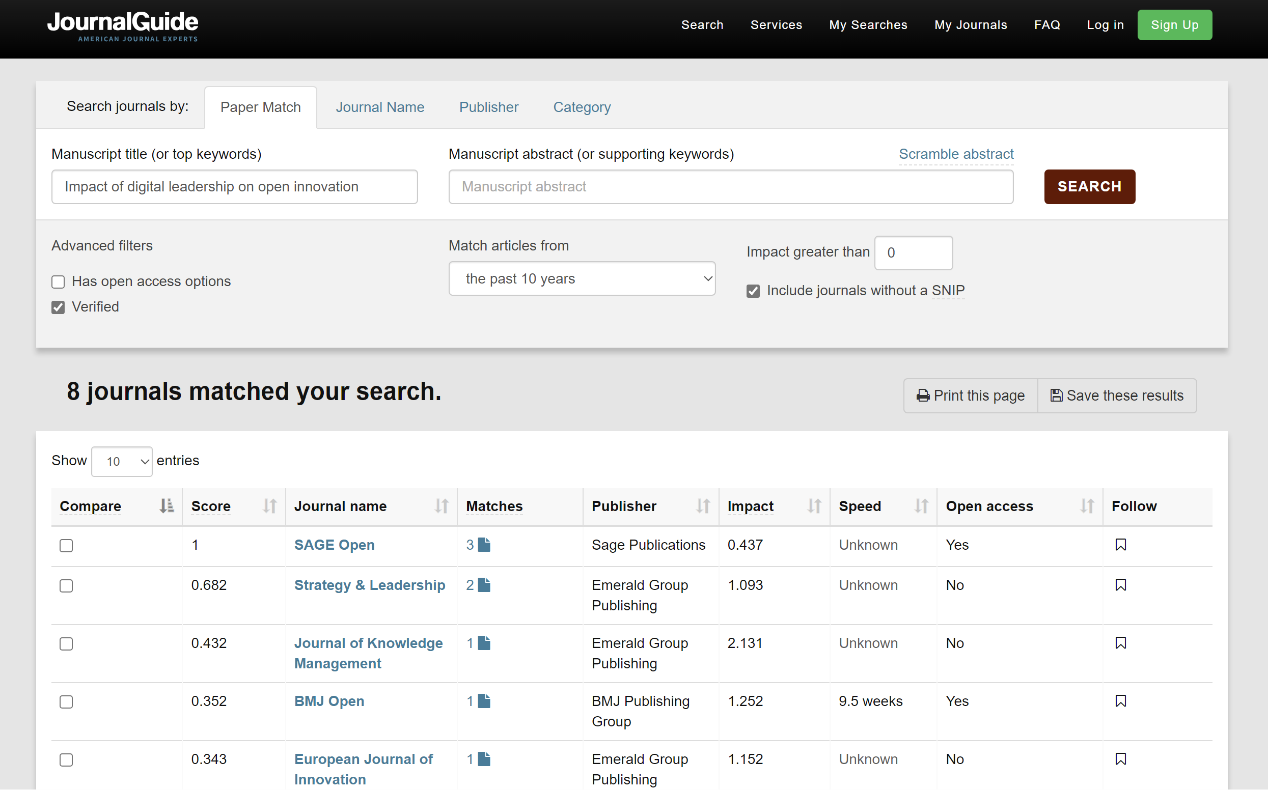 JournalGuide
AMERICAN JOURNAL EXPERTS
Search Services My Searches My Journals FAQ Log in Sign Up
Search journals by: Paper Match Journal Name Publisher Category
Manuscript title (or top keywords) Manuscript abstract (or supporting keywords) Scramble abstract
Impact of digital leadership on open innovation Manuscript abstract SEARCH
Advanced filters Match articles from Impact greater than 0
Has open access options the past 10 years Include journals without a SNIP
Verified
8 journals matched your search. Print this page Save these results
Show 10 entries
Compare Score Journal name Matches Publisher Impact Speed Open access Follow
1 SAGE Open 3 Sage Publications 0.437 Unknown Yes
0.682 Strategy & Leadership 2 Emerald Group 1.093 Unknown No
Publishing
0.432 Journal of Knowledge 1 Emerald Group 2.131 Unknown No
Management Publishing
0.352 BMJ Open 1 BMJ Publishing 1.252 9.5 weeks Yes
Group
0.343 European Journal of 1 Emerald Group 1.152 Unknown No
Innovation Publishing